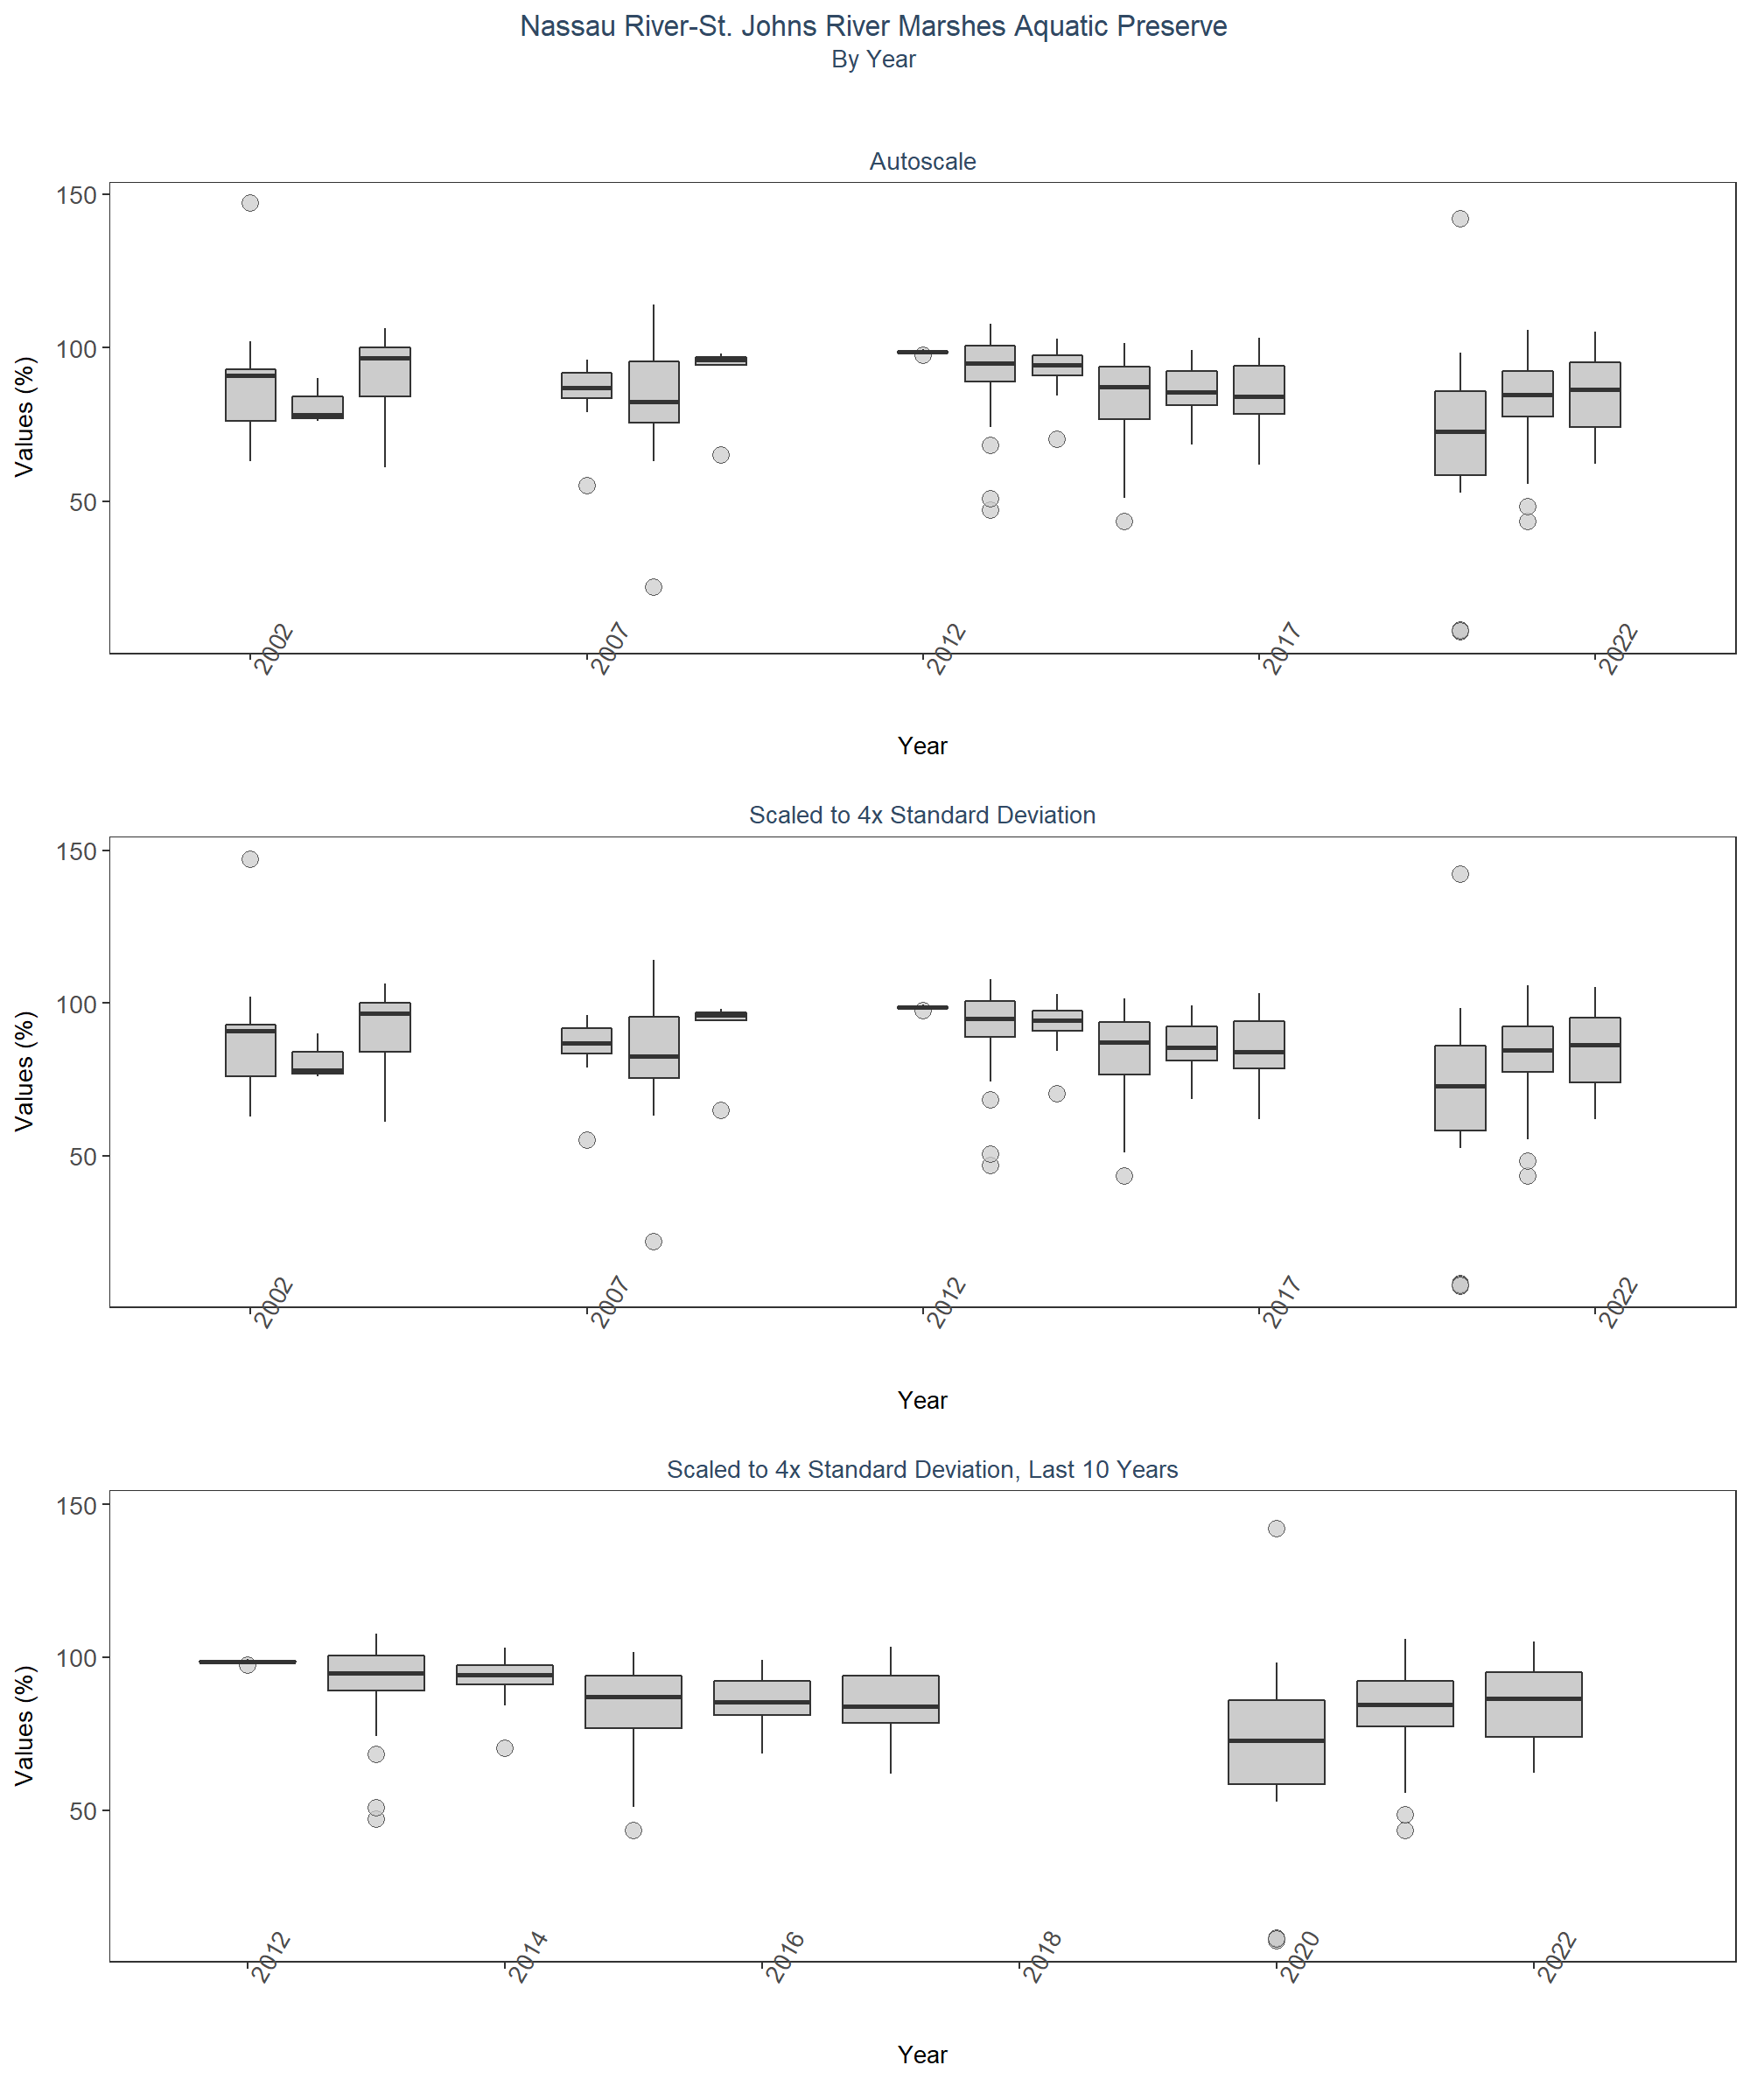 Nassau River-St. Johns River Marshes Aquatic Preserve
By Year
Autoscale
150
100
50
Values (%)
2002 2007 2012 2017 2022
Year
Scaled to 4x Standard Deviation
150
100
50
Values (%)
2002 2007 2012 2017 2022
Year
Scaled to 4x Standard Deviation, Last 10 Years
150
100
50
Values (%)
2012 2014 2016 2018 2020 2022
Year